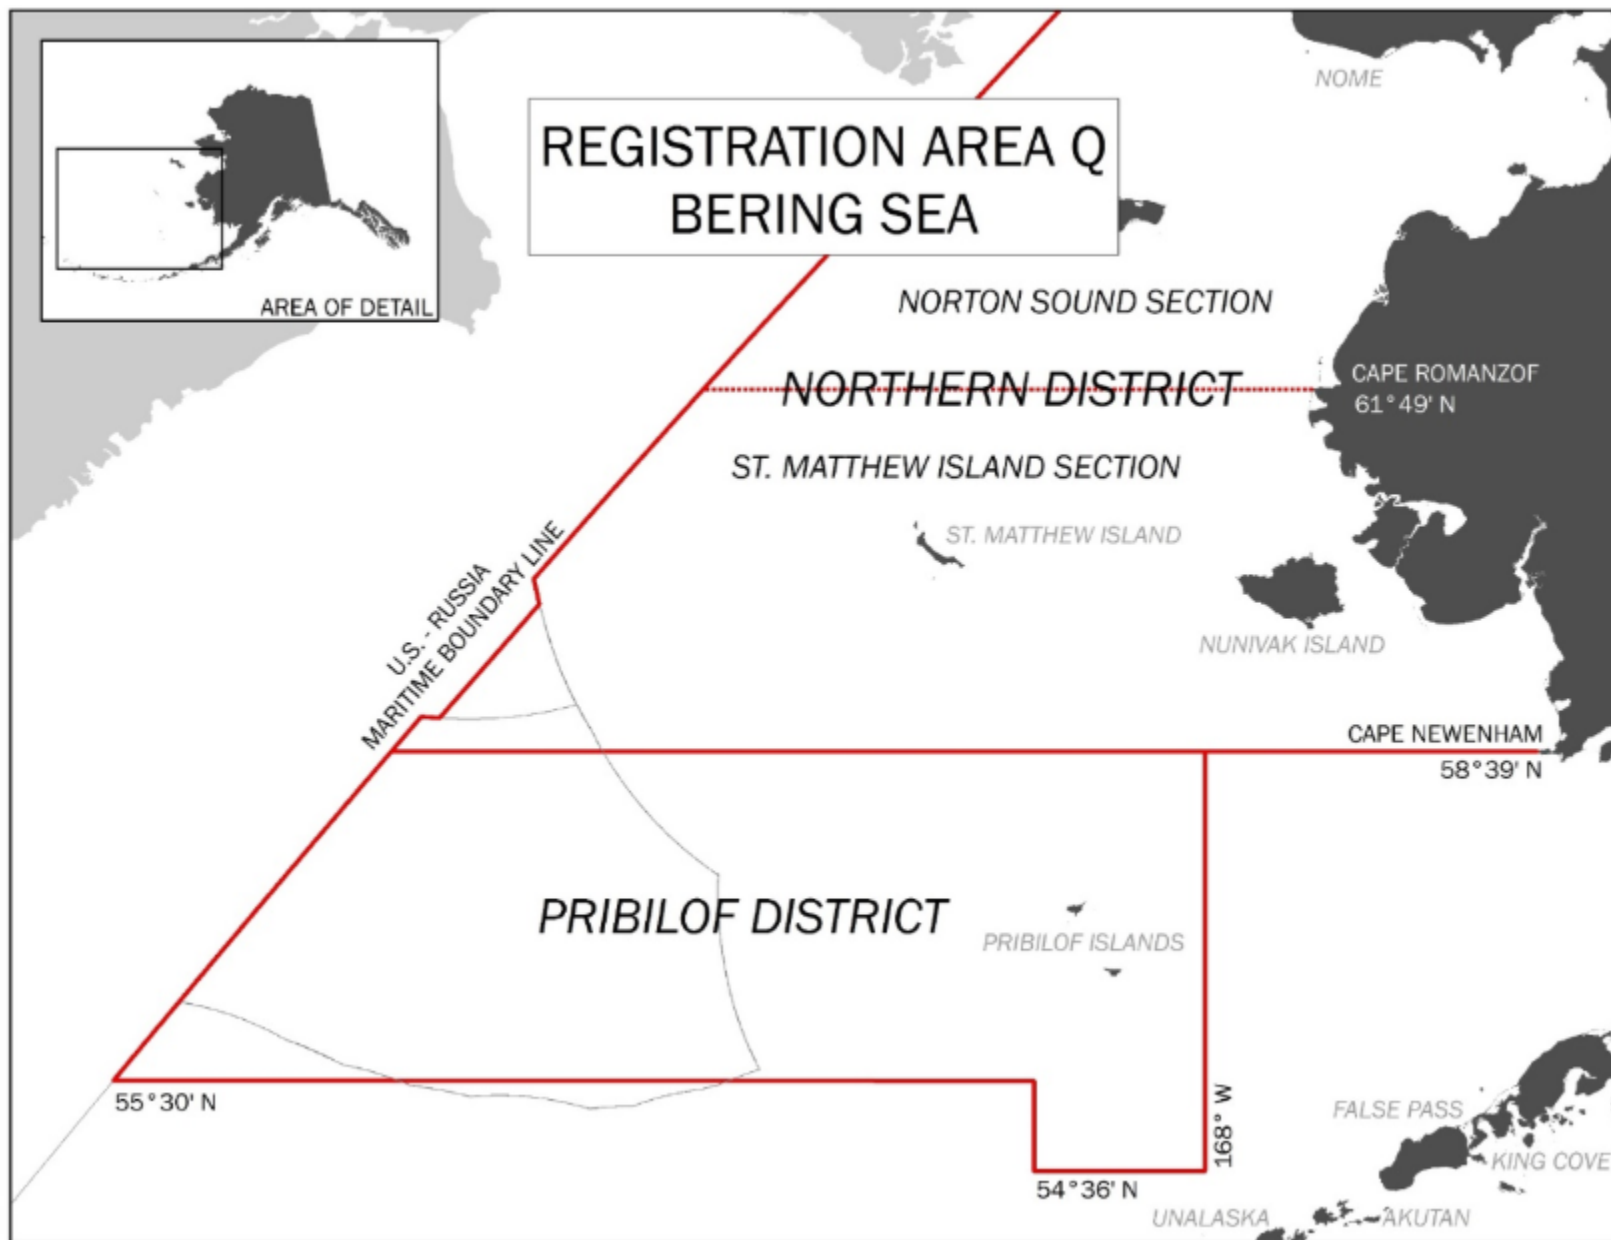 NOME
REGISTRATION AREA Q
BERING SEA
AREA OF DETAIL
NORTON SOUND SECTION
NORTHERN DISTRICT
CAPE ROMANZOF
61°49' N
ST. MATTHEW ISLAND SECTION
ST. MATTHEW ISLAND
U.S. - RUSSIA
MARITIME BOUNDARY LINE
NUNIVAK ISLAND
CAPE NEWENHAM
58°39' N
PRIBILOF DISTRICT
PRIBILOF ISLANDS
55°30' N
168° W
FALSE PASS
KING COVE
54°36' N
UNALASKA
AKUTAN